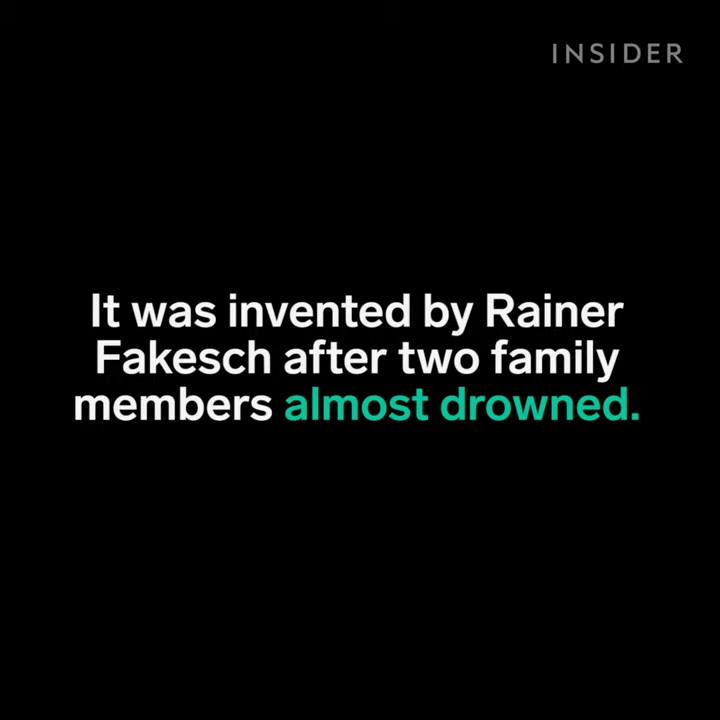 INSIDER
It was invented by Rainer
Fakesch after two family
members almost drowned.